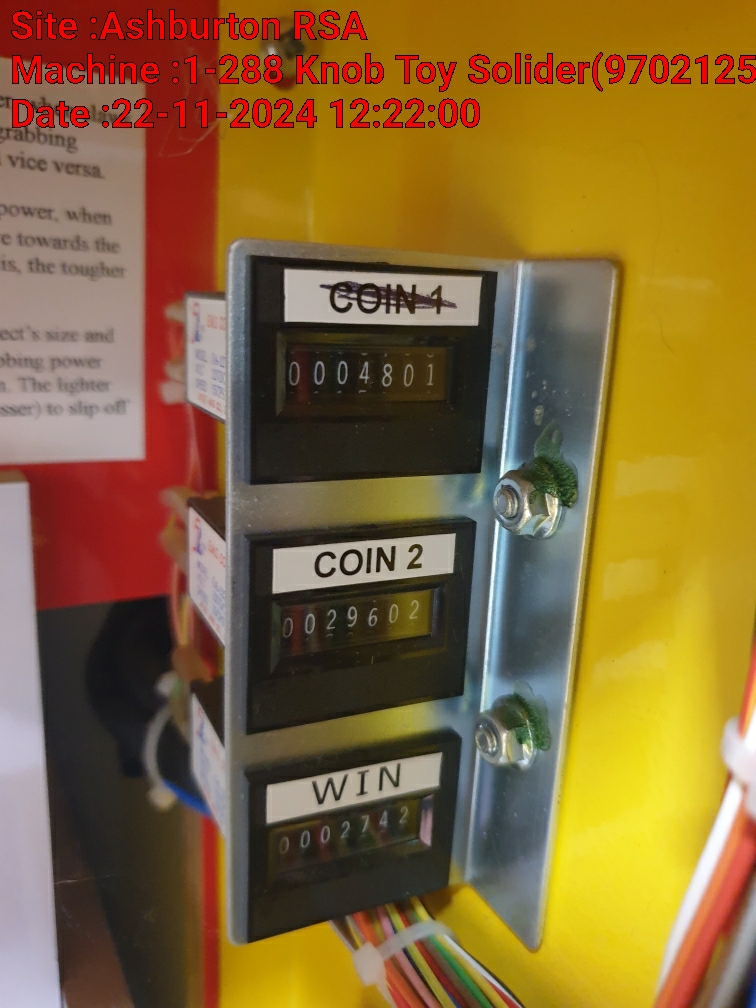 Site :Ashburton RSA
Machine :1-288 Knob Toy Solider(9702125
Date :22-11-2024 12:22:00
grabbing
vice versa.
power, when
e towards the
is, the tougher
ect's size and
bbing power
n. The lighter
sser) to slip off
COIN 1
0004801
COIN 2
0029602
WIN
0002742